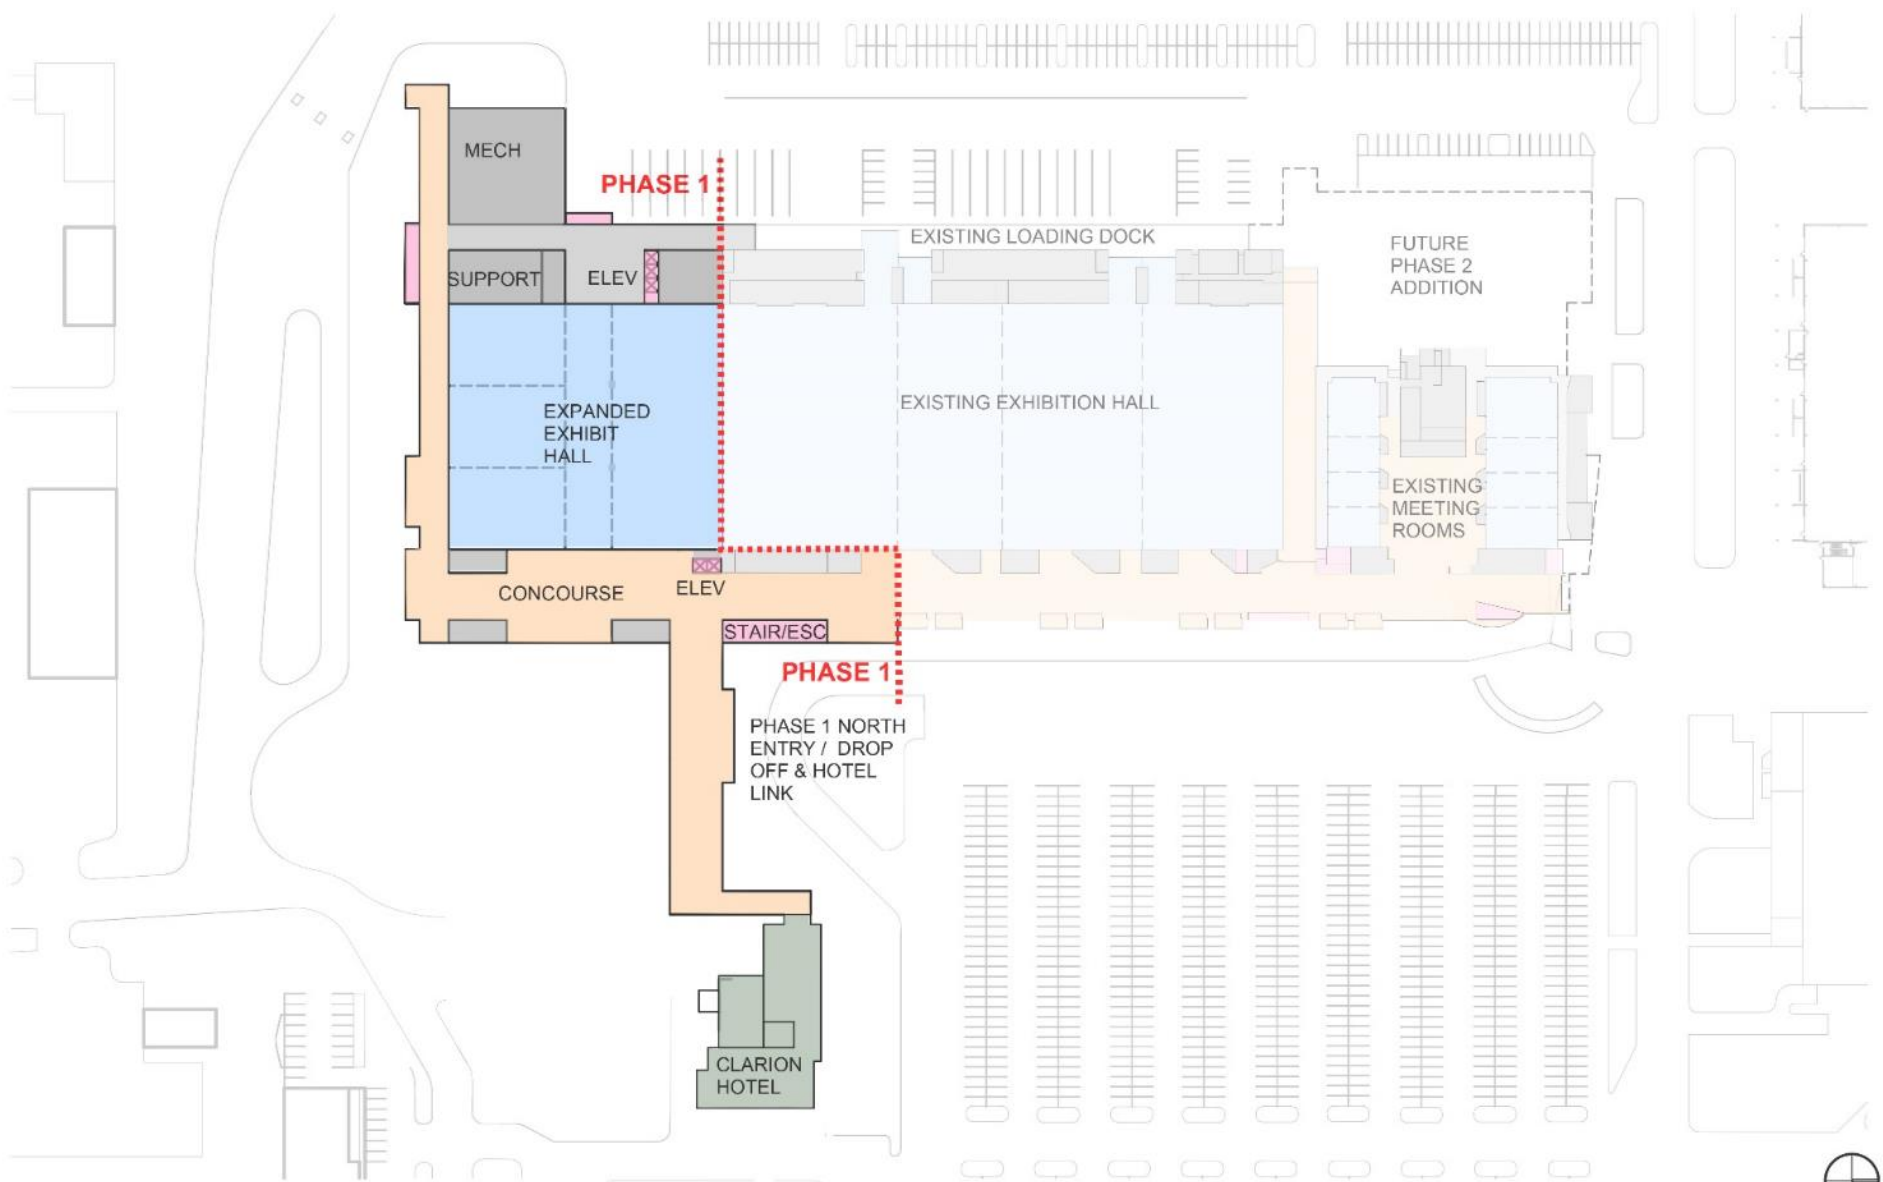 MECH
PHASE 1
EXISTING LOADING DOCK
FUTURE
PHASE 2
ADDITION
SUPPORT
ELEV
EXPANDED
EXHIBIT
HALL
EXISTING EXHIBITION HALL
EXISTING
MEETING
ROOMS
CONCOURSE
ELEV
STAIR/ESC
PHASE 1
PHASE 1 NORTH
ENTRY / DROP
OFF & HOTEL
LINK
CLARION
HOTEL